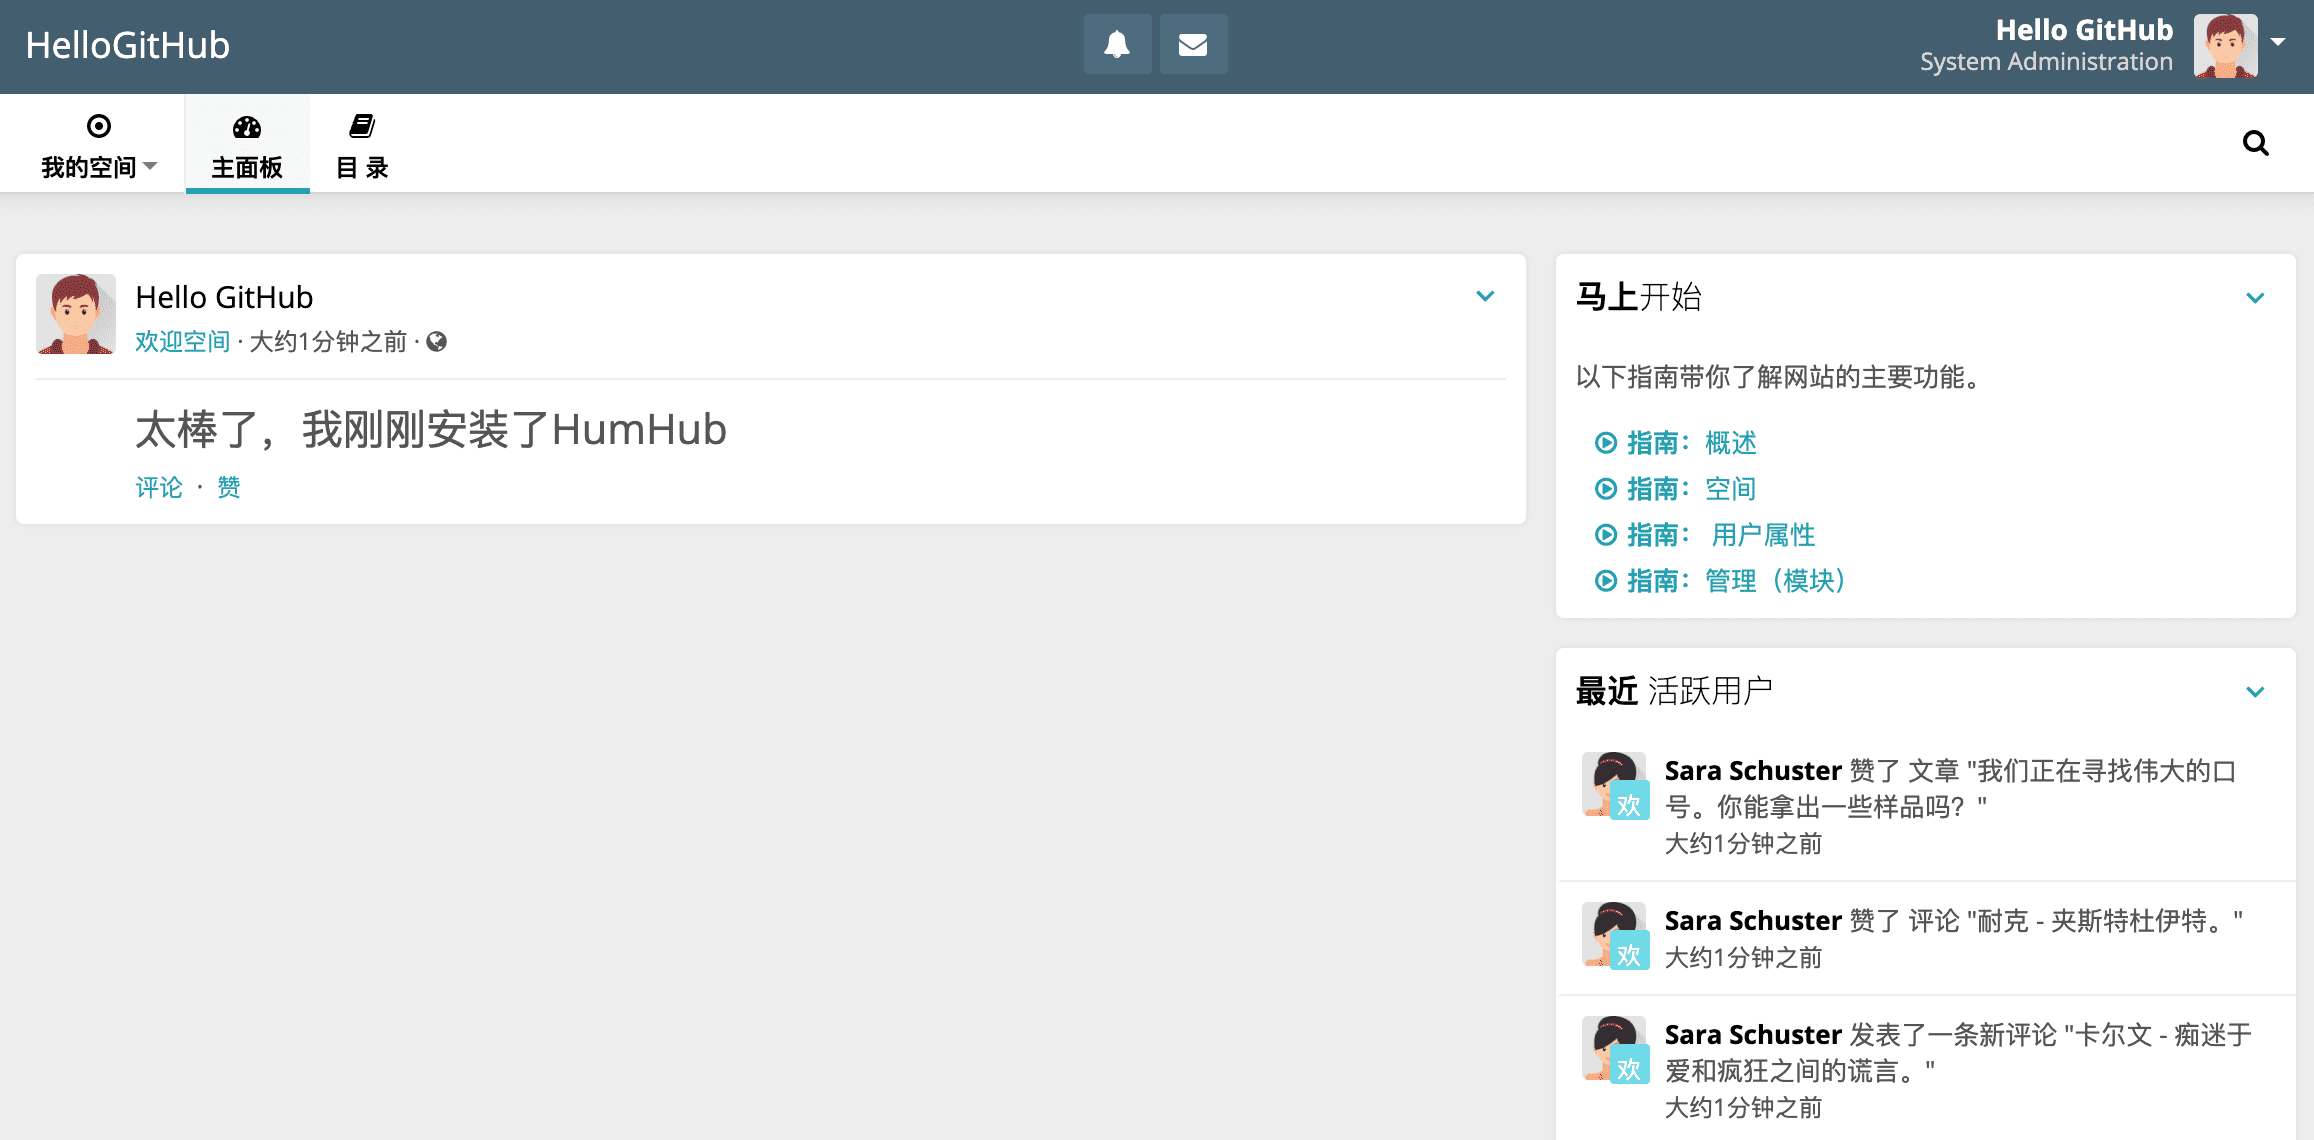 HelloGitHub
Hello GitHub
System Administration
我的空间
主面板
目 录
Hello GitHub
欢迎空间 · 大约1分钟之前 ·
太棒了，我刚刚安装了HumHub
评论 · 赞
马上开始
以下指南带你了解网站的主要功能。
指南：概述
指南：空间
指南： 用户属性
指南：管理（模块）
最近 活跃用户
欢
Sara Schuster 赞了 文章 "我们正在寻找伟大的口
号。你能拿出一些样品吗？"
大约1分钟之前
欢
Sara Schuster 赞了 评论 "耐克 - 夹斯特杜伊特。"
大约1分钟之前
欢
Sara Schuster 发表了一条新评论 "卡尔文 - 痴迷于
爱和疯狂之间的谎言。"
大约1分钟之前